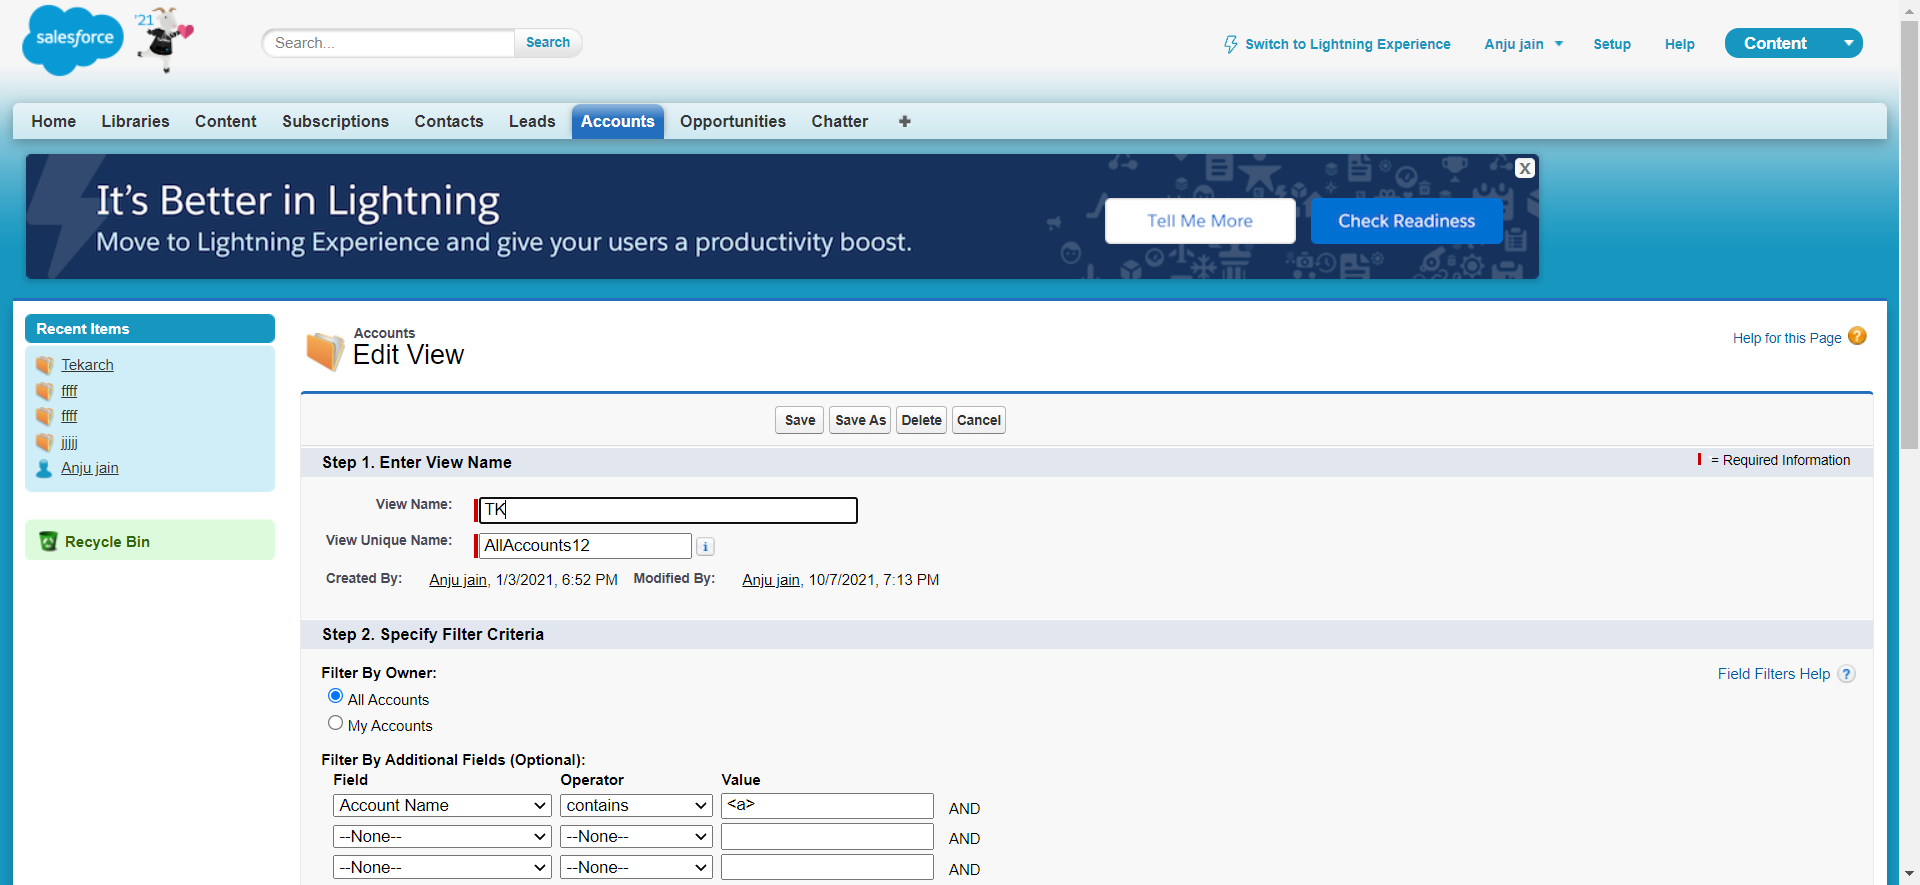 salesforce
'21
Search...
Search
Switch to Lightning Experience
Anju jain
Setup
Help
Content
Home
Libraries
Content
Subscriptions
Contacts
Leads
Accounts
Opportunities
Chatter
It's Better in Lightning
Move to Lightning Experience and give your users a productivity boost.
Tell Me More
Check Readiness
X
Recent Items
Tekarch
ffff
ffff
jjjjj
Anju jain
Recycle Bin
Accounts
Edit View
Help for this Page ?
Save
Save As
Delete
Cancel
Step 1. Enter View Name
= Required Information
View Name: TK
View Unique Name: AllAccounts12 i
Created By: Anju jain, 1/3/2021, 6:52 PM Modified By: Anju jain, 10/7/2021, 7:13 PM
Step 2. Specify Filter Criteria
Filter By Owner:
Field Filters Help ?
All Accounts
My Accounts
Filter By Additional Fields (Optional):
Field Operator Value
Account Name contains <a> AND
--None-- --None-- AND
--None-- --None-- AND